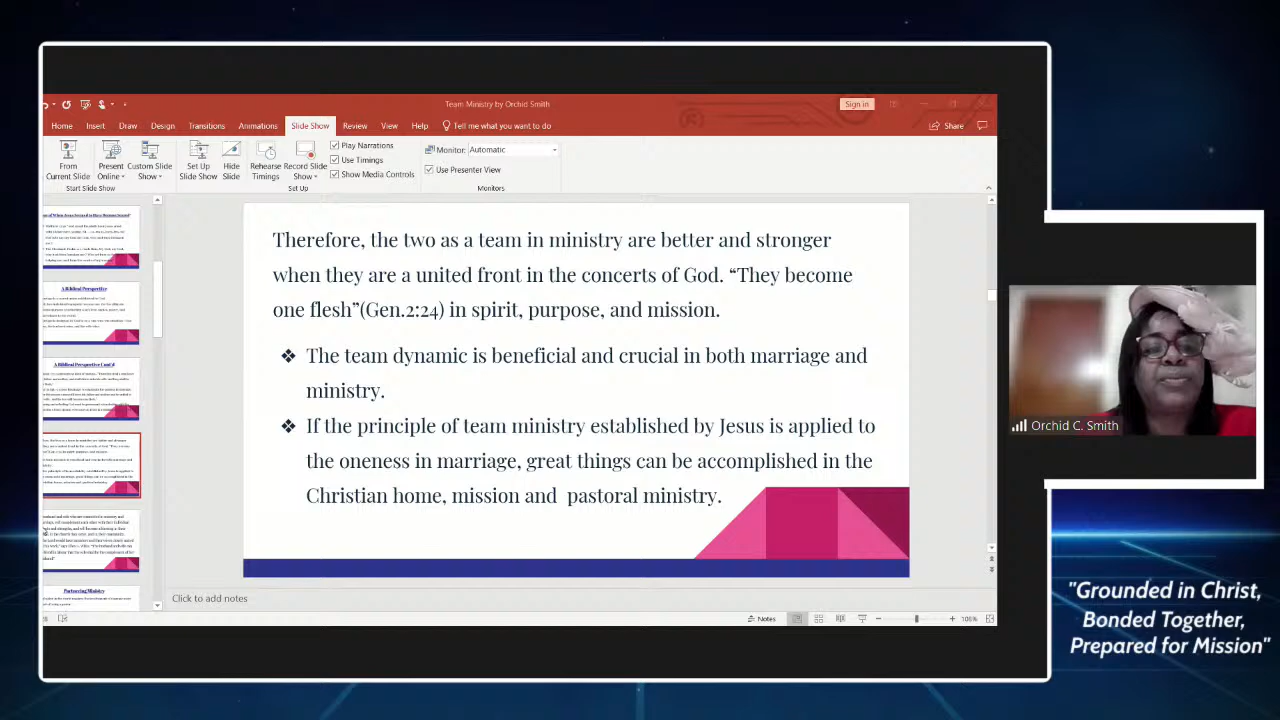 Team Ministry by Orchid Smith
Sign in
Home Insert Draw Design Transitions Animations Slide Show Review View Help Tell me what you want to do
Share
From Current Slide
Present Online
Custom Slide Show
Set Up Slide Show
Hide Slide
Rehearse Timings
Record Slide Show
Play Narrations
Use Timings
Show Media Controls
Monitor: Automatic
Use Presenter View
Start Slide Show
Set Up
Monitors
A Biblical Perspective
A Biblical Perspective Cont'd
Partnering Ministry
Therefore, the two as a team in ministry are better and stronger
when they are a united front in the concerts of God. “They become
one flesh”(Gen.2:24) in spirit, purpose, and mission.
❖ The team dynamic is beneficial and crucial in both marriage and
ministry.
❖ If the principle of team ministry established by Jesus is applied to
the oneness in marriage, great things can be accomplished in the
Christian home, mission and pastoral ministry.
Click to add notes
Notes
106%
Orchid C. Smith
"Grounded in Christ,
Bonded Together,
Prepared for Mission"